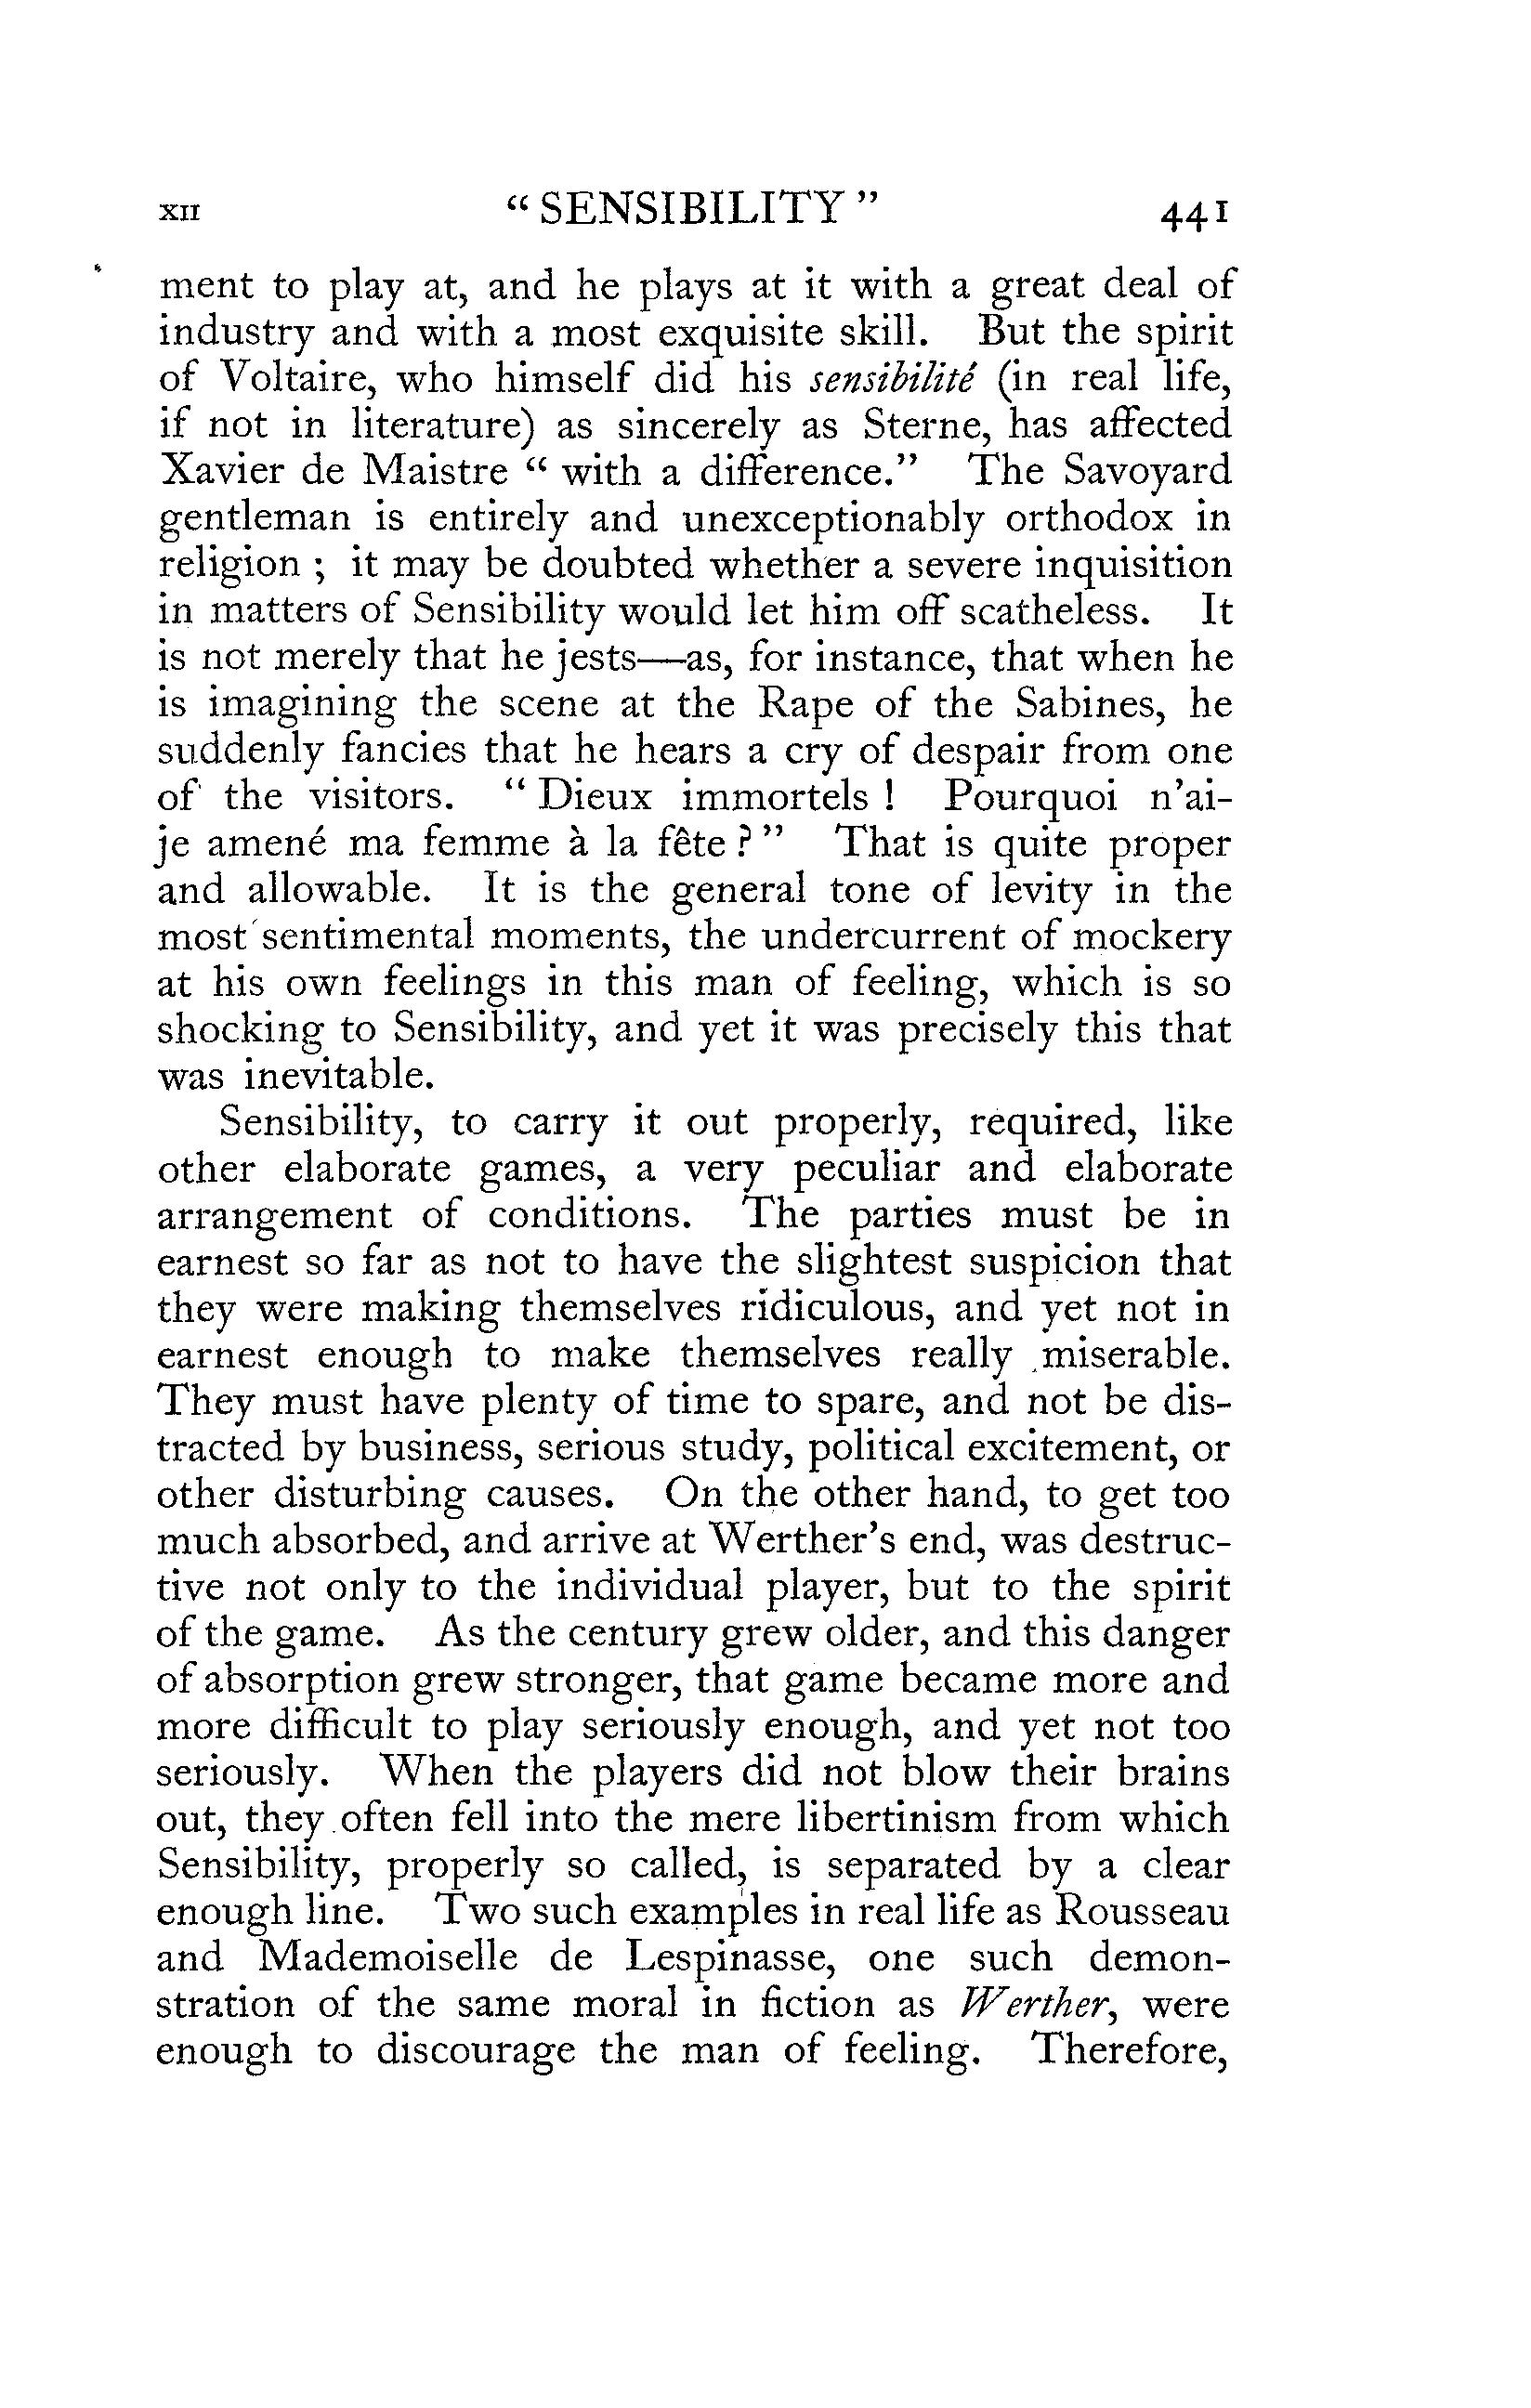 XII “ SENSIBILITY ” 441
ment to play at, and he plays at it with a great deal of
industry and with a most exquisite skill. But the spirit
of Voltaire, who himself did his sensibilité (in real life,
if not in literature) as sincerely as Sterne, has affected
Xavier de Maistre “ with a difference.” The Savoyard
gentleman is entirely and unexceptionably orthodox in
religion ; it may be doubted whether a severe inquisition
in matters of Sensibility would let him off scatheless. It
is not merely that he jests—as, for instance, that when he
is imagining the scene at the Rape of the Sabines, he
suddenly fancies that he hears a cry of despair from one
of the visitors. “ Dieux immortels ! Pourquoi n’ai-
je amené ma femme à la fête ? ” That is quite proper
and allowable. It is the general tone of levity in the
most sentimental moments, the undercurrent of mockery
at his own feelings in this man of feeling, which is so
shocking to Sensibility, and yet it was precisely this that
was inevitable.
Sensibility, to carry it out properly, required, like
other elaborate games, a very peculiar and elaborate
arrangement of conditions. The parties must be in
earnest so far as not to have the slightest suspicion that
they were making themselves ridiculous, and yet not in
earnest enough to make themselves really miserable.
They must have plenty of time to spare, and not be dis-
tracted by business, serious study, political excitement, or
other disturbing causes. On the other hand, to get too
much absorbed, and arrive at Werther’s end, was destruc-
tive not only to the individual player, but to the spirit
of the game. As the century grew older, and this danger
of absorption grew stronger, that game became more and
more difficult to play seriously enough, and yet not too
seriously. When the players did not blow their brains
out, they often fell into the mere libertinism from which
Sensibility, properly so called, is separated by a clear
enough line. Two such examples in real life as Rousseau
and Mademoiselle de Lespinasse, one such demon-
stration of the same moral in fiction as Werther, were
enough to discourage the man of feeling. Therefore,